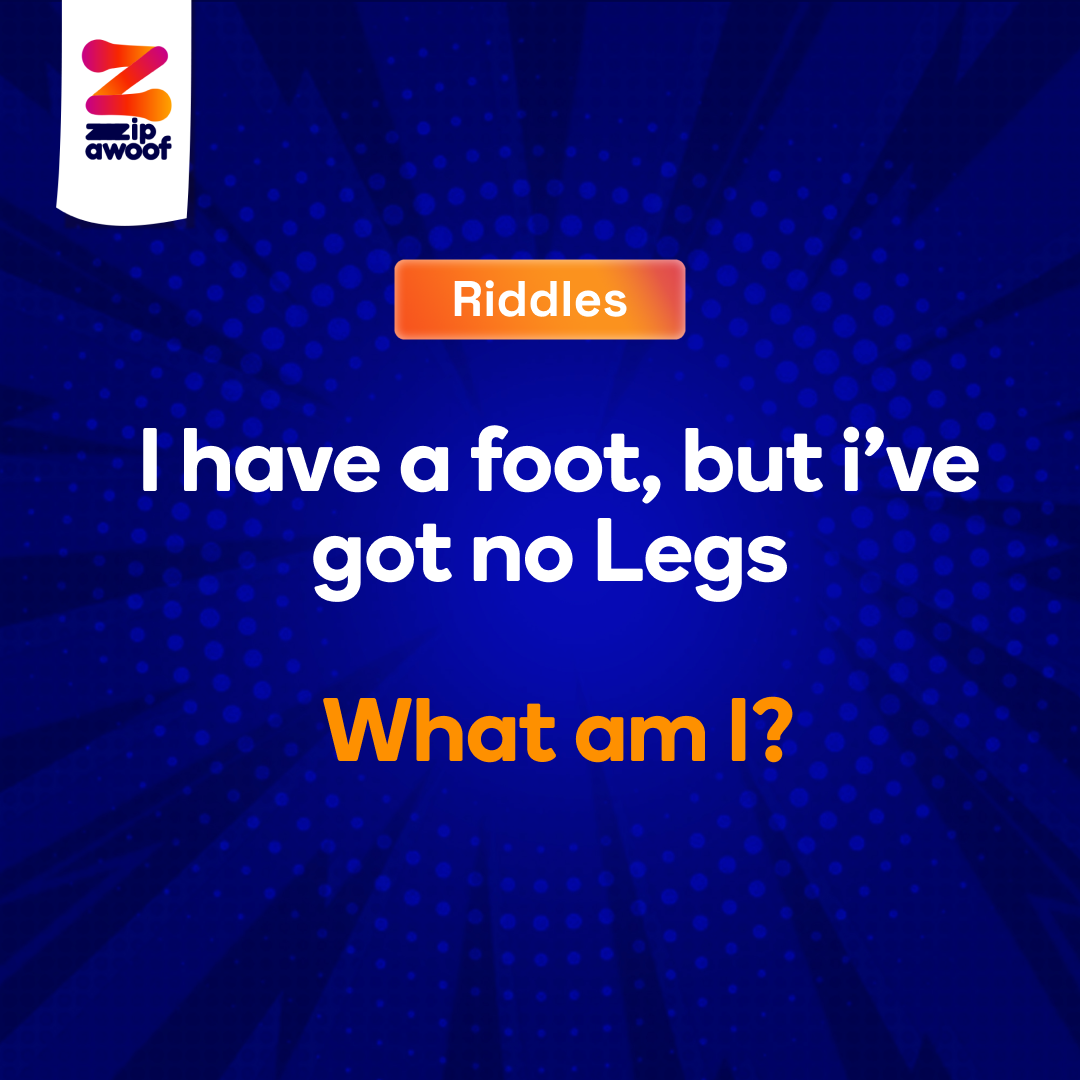 Zip
awoof
Riddles
I have a foot, but i’ve
got no Legs
What am I?